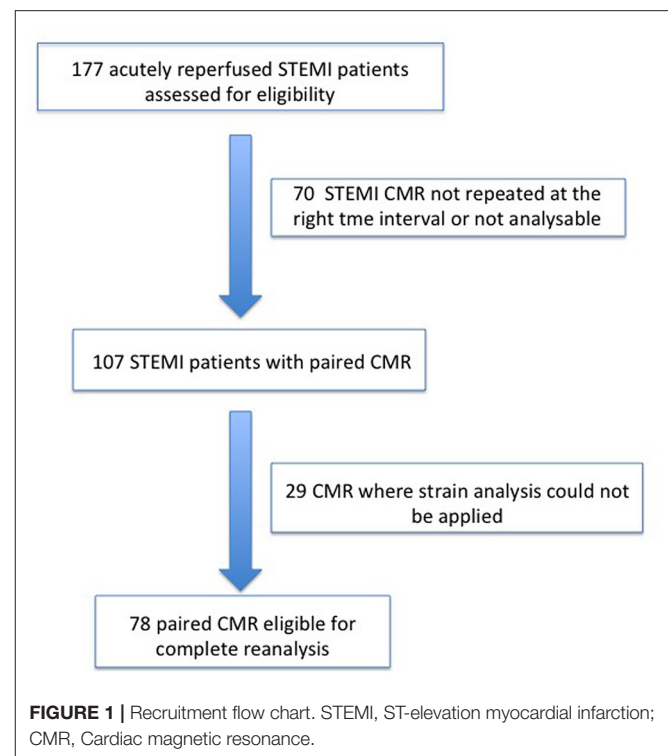 177 acutely reperfused STEMI patients
assessed for eligibility
70 STEMI CMR not repeated at the
right tme interval or not analysable
107 STEMI patients with paired CMR
29 CMR where strain analysis could not
be applied
78 paired CMR eligible for
complete reanalysis
FIGURE 1 | Recruitment flow chart. STEMI, ST-elevation myocardial infarction;
CMR, Cardiac magnetic resonance.